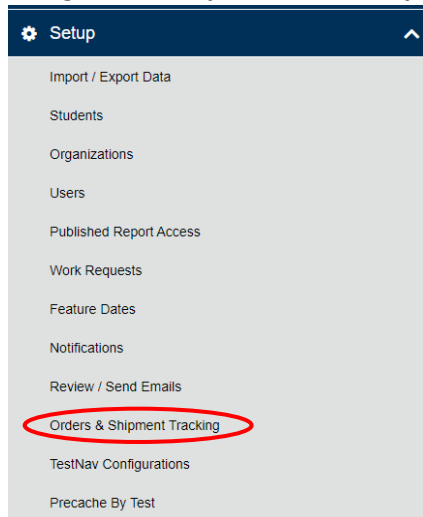 Setup
Import / Export Data
Students
Organizations
Users
Published Report Access
Work Requests
Feature Dates
Notifications
Review / Send Emails
Orders & Shipment Tracking
TestNav Configurations
Precache By Test